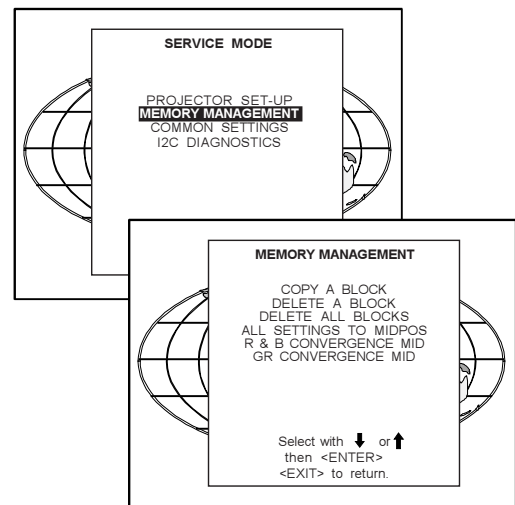 SERVICE MODE
PROJECTOR SET-UP
MEMORY MANAGEMENT
COMMON SETTINGS
I2C DIAGNOSTICS
MEMORY MANAGEMENT
COPY A BLOCK
DELETE A BLOCK
DELETE ALL BLOCKS
ALL SETTINGS TO MIDPOS
R & B CONVERGENCE MID
GR CONVERGENCE MID
Select with ⬇ or ⬆
then <ENTER>
<EXIT> to return.